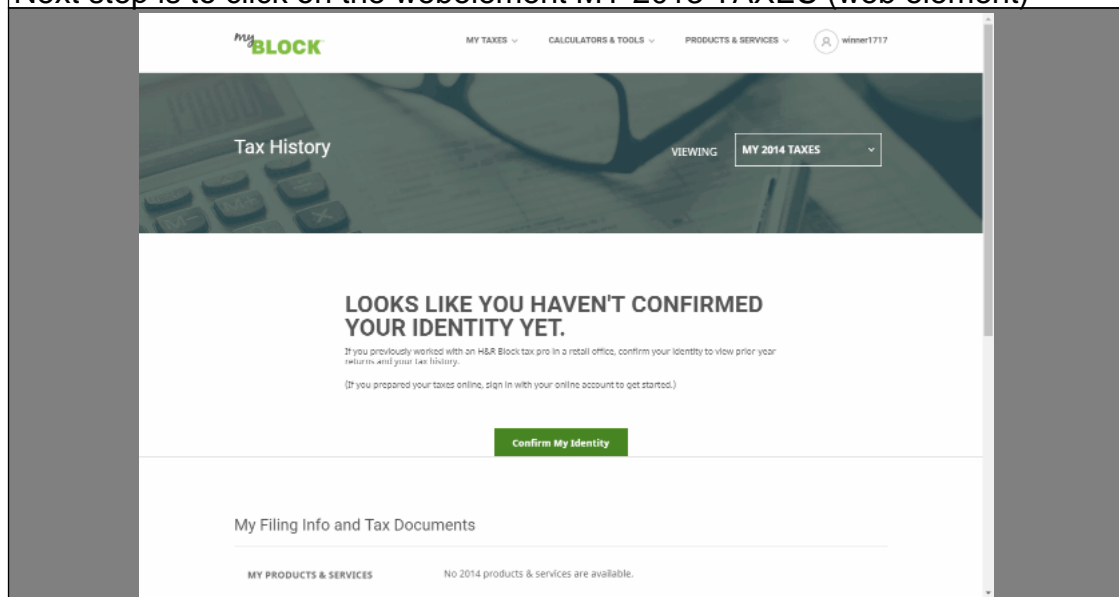 Next step is to click on the webelement MY 2013 TAXES (web element)
my BLOCK
MY TAXES CALCULATORS & TOOLS PRODUCTS & SERVICES winner1717
Tax History
VIEWING MY 2014 TAXES
LOOKS LIKE YOU HAVEN'T CONFIRMED
YOUR IDENTITY YET.
If you previously worked with an H&R Block tax pro in a retail office, confirm your identity to view prior year
returns and your tax history.
(If you prepared your taxes online, sign in with your online account to get started.)
Confirm My Identity
My Filing Info and Tax Documents
MY PRODUCTS & SERVICES No 2014 products & services are available.